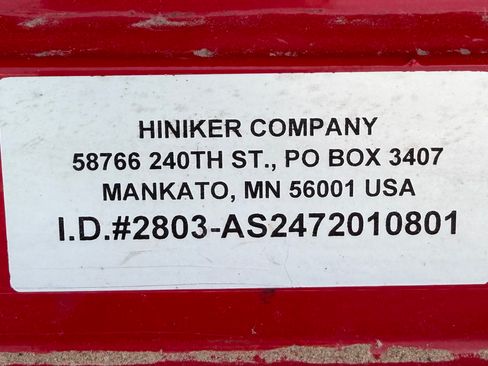 HINIKER COMPANY
58766 240TH ST., PO BOX 3407
MANKATO, MN 56001 USA
I.D.#2803-AS2472010801